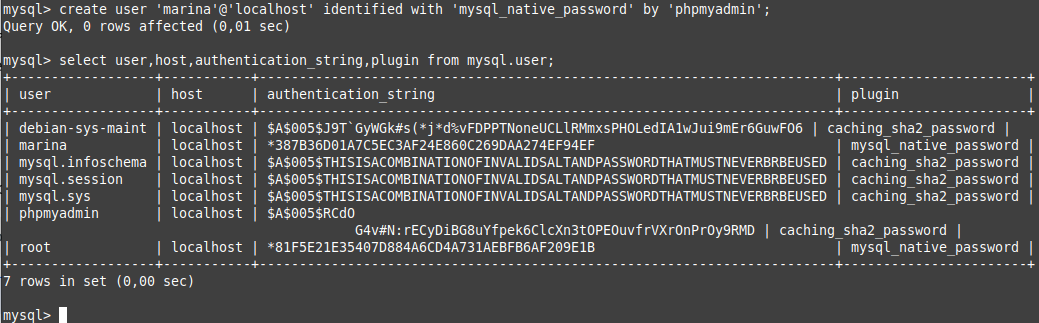 mysql> create user 'marina'@'localhost' identified with 'mysql_native_password' by 'phpmyadmin';
Query OK, 0 rows affected (0,01 sec)

mysql> select user,host,authentication_string,plugin from mysql.user;
+------------------+-----------+------------------------------------------------------------------------+-----------------------+
| user             | host      | authentication_string                                                  | plugin                |
+------------------+-----------+------------------------------------------------------------------------+-----------------------+
| debian-sys-maint | localhost | $A$005$J9T`GyWGk#s(*j*d%vFDPPTNoneUCLlRMmxsPHOLedIA1wJui9mEr6GuwFO6 | caching_sha2_password |
| marina           | localhost | *387B36D01A7C5EC3AF24E860C269DAA274EF94EF                              | mysql_native_password |
| mysql.infoschema | localhost | $A$005$THISISACOMBINATIONOFINVALIDSALTANDPASSWORDTHATMUSTNEVERBRBEUSED | caching_sha2_password |
| mysql.session    | localhost | $A$005$THISISACOMBINATIONOFINVALIDSALTANDPASSWORDTHATMUSTNEVERBRBEUSED | caching_sha2_password |
| mysql.sys        | localhost | $A$005$THISISACOMBINATIONOFINVALIDSALTANDPASSWORDTHATMUSTNEVERBRBEUSED | caching_sha2_password |
| phpmyadmin       | localhost | $A$005$RCdO
G4v#N:rECyDiBG8uYfpek6ClcXn3tOPEOuvfrVXrOnPrOy9RMD | caching_sha2_password |
| root             | localhost | *81F5E21E35407D884A6CD4A731AEBFB6AF209E1B                              | mysql_native_password |
+------------------+-----------+------------------------------------------------------------------------+-----------------------+
7 rows in set (0,00 sec)

mysql>